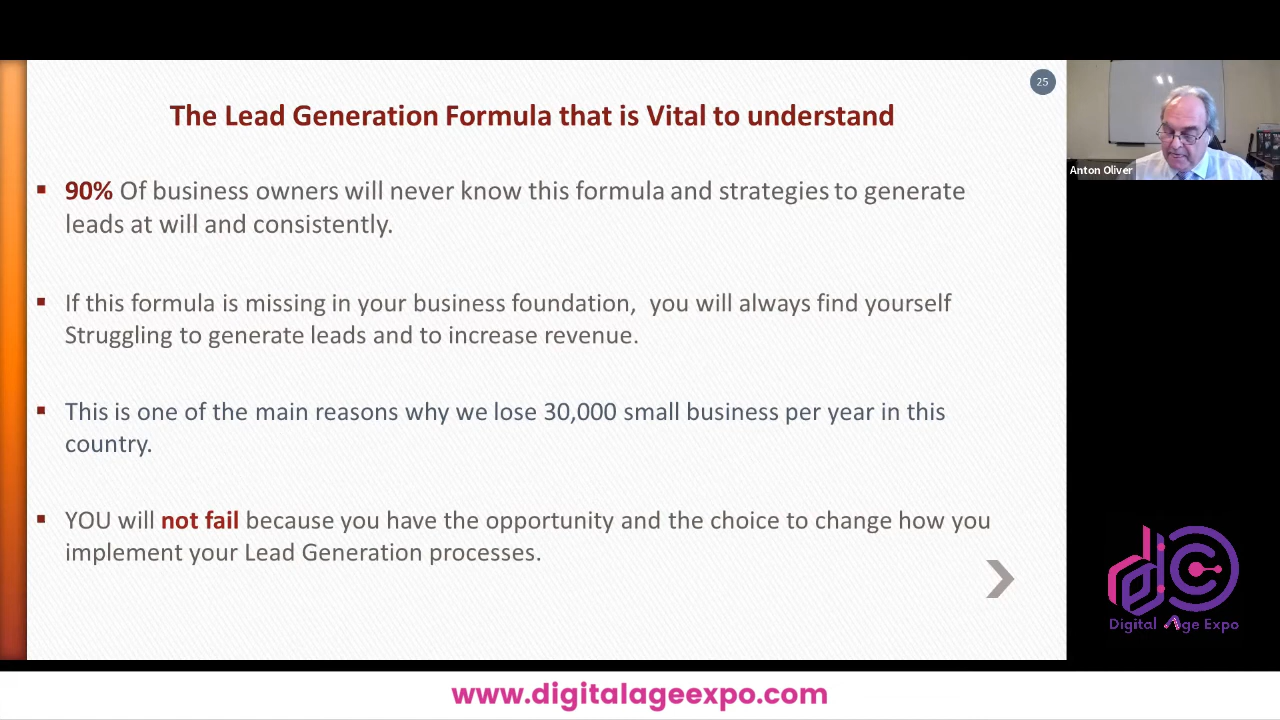 25
The Lead Generation Formula that is Vital to understand
90% Of business owners will never know this formula and strategies to generate
leads at will and consistently.
If this formula is missing in your business foundation,  you will always find yourself
Struggling to generate leads and to increase revenue.
This is one of the main reasons why we lose 30,000 small business per year in this
country.
YOU will not fail because you have the opportunity and the choice to change how you
implement your Lead Generation processes.
Anton Oliver
Digital Age Expo
www.digitalageexpo.com